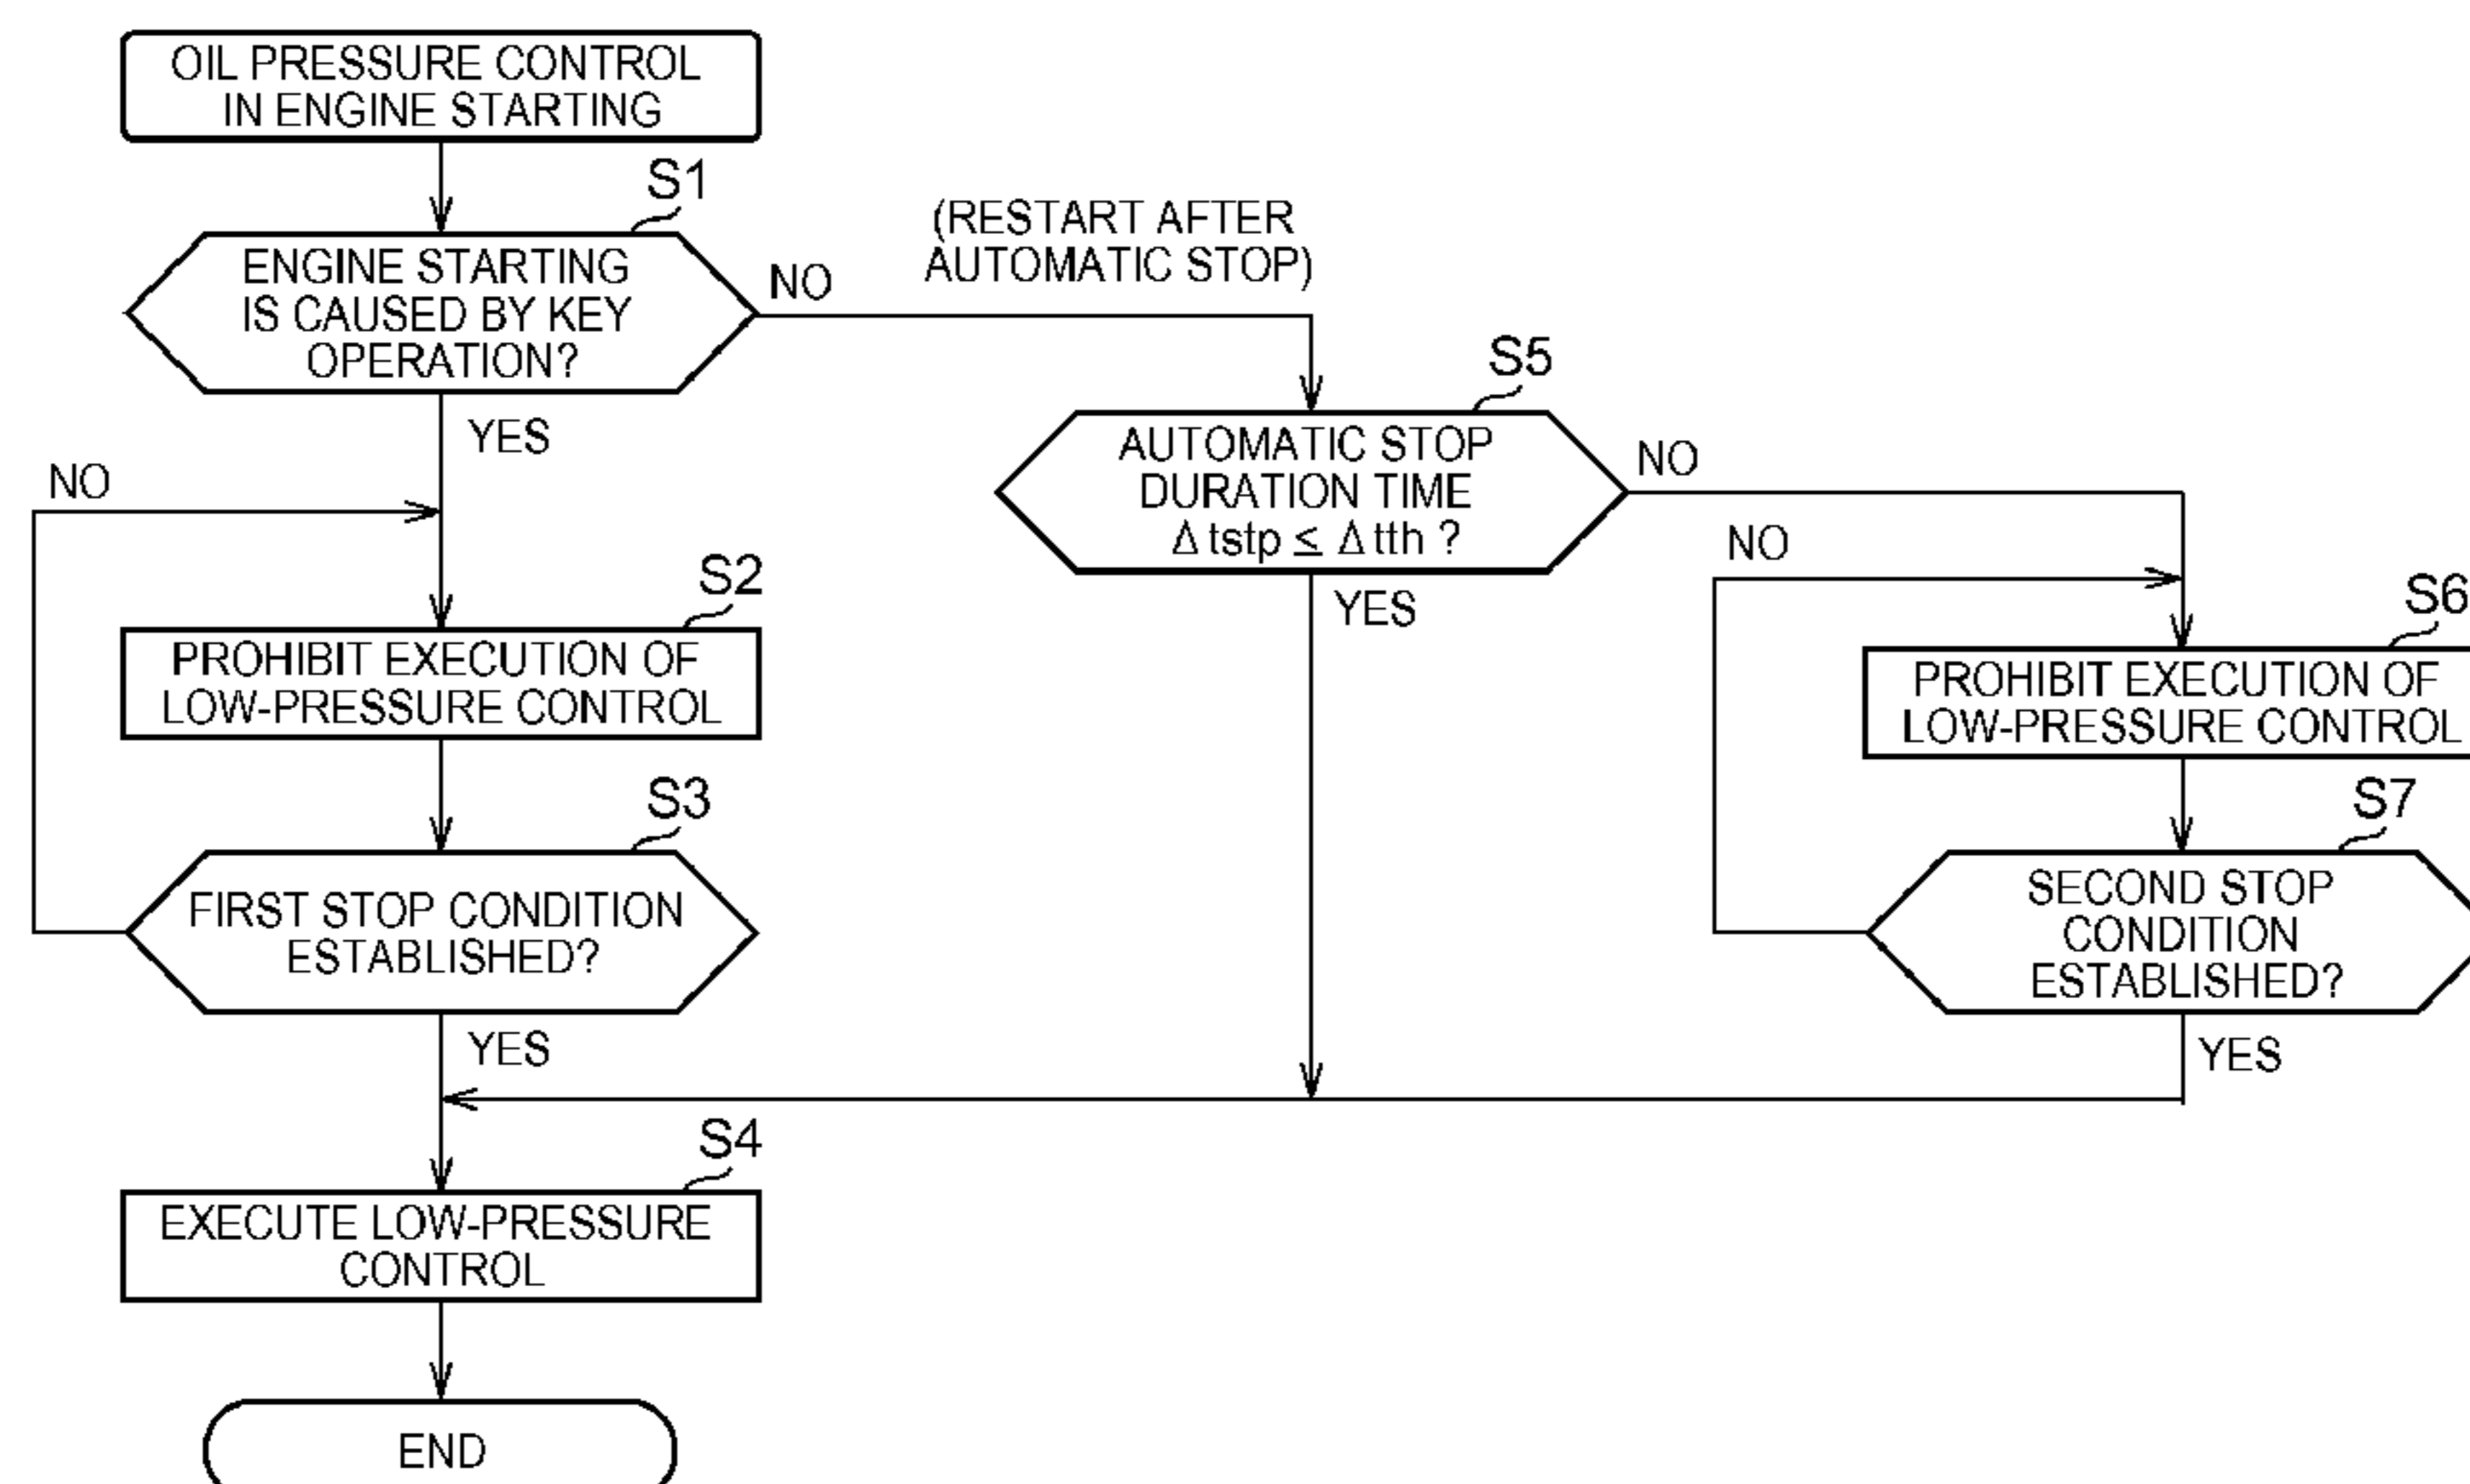 OIL PRESSURE CONTROL
IN ENGINE STARTING
S1
ENGINE STARTING
IS CAUSED BY KEY
OPERATION?
NO
(RESTART AFTER
AUTOMATIC STOP)
YES
S5
AUTOMATIC STOP
DURATION TIME
Δtstp ≤ Δtth ?
NO
YES
NO
S2
PROHIBIT EXECUTION OF
LOW-PRESSURE CONTROL
NO
S6
PROHIBIT EXECUTION OF
LOW-PRESSURE CONTROL
S3
FIRST STOP CONDITION
ESTABLISHED?
YES
S7
SECOND STOP
CONDITION
ESTABLISHED?
YES
S4
EXECUTE LOW-PRESSURE
CONTROL
END